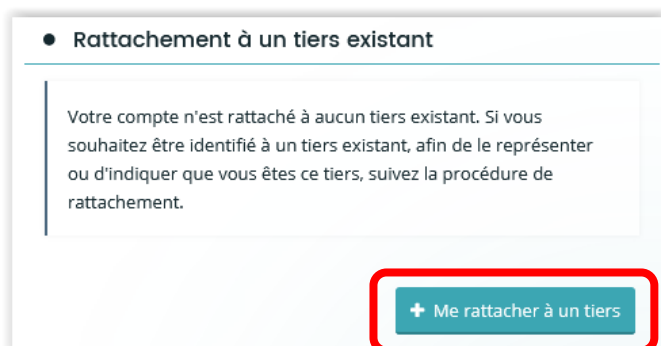 Rattachement à un tiers existant
Votre compte n'est rattaché à aucun tiers existant. Si vous
souhaitez être identifié à un tiers existant, afin de le représenter
ou d'indiquer que vous êtes ce tiers, suivez la procédure de
rattachement.
Me rattacher à un tiers